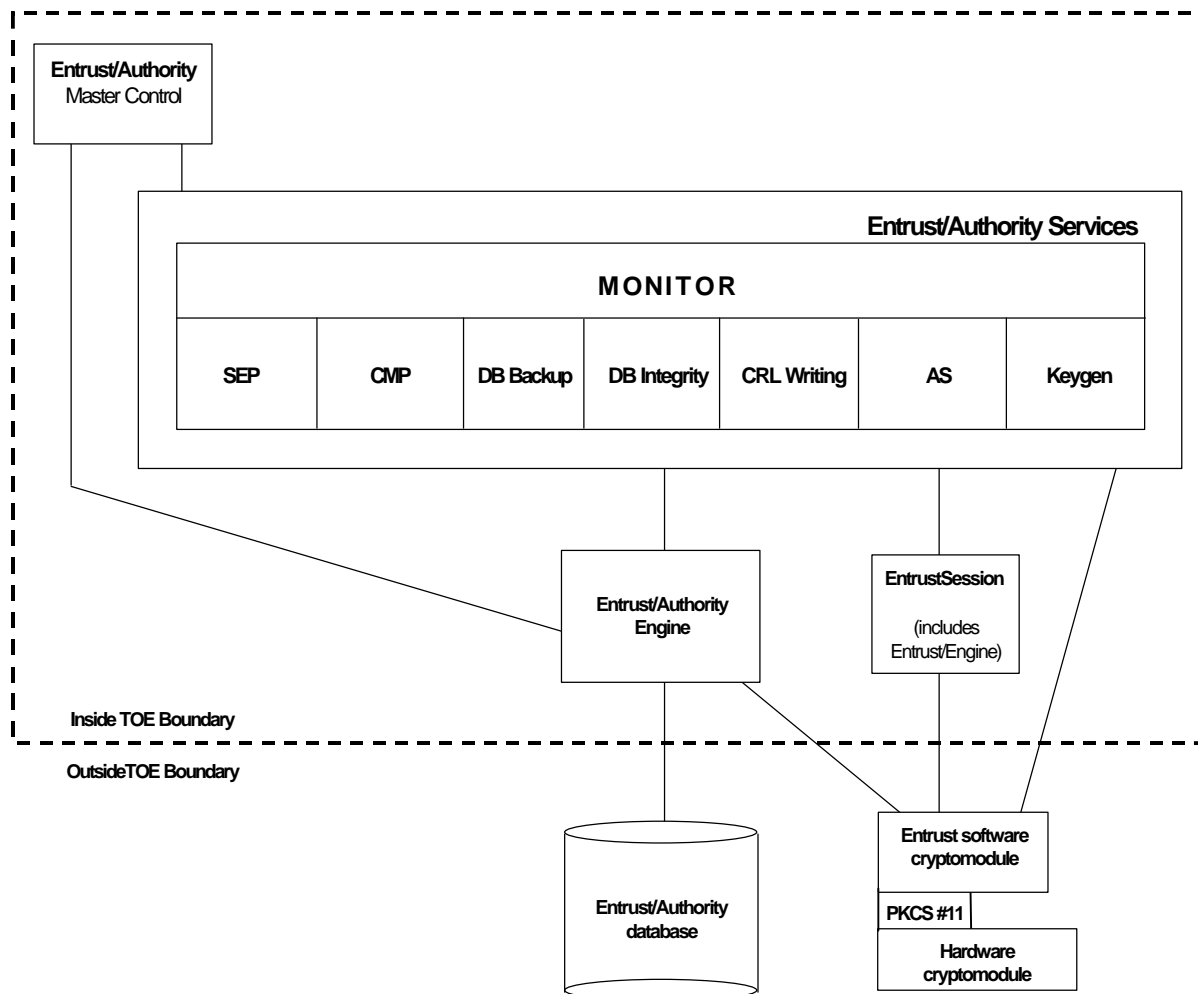 Entrust/Authority
Master Control
Entrust/Authority Services
MONITOR
SEP
CMP
DB Backup
DB Integrity
CRL Writing
AS
Keygen
Entrust/Authority
Engine
EntrustSession
(includes
Entrust/Engine)
Inside TOE Boundary
OutsideTOE Boundary
Entrust/Authority
database
Entrust software
cryptomodule
PKCS #11
Hardware
cryptomodule